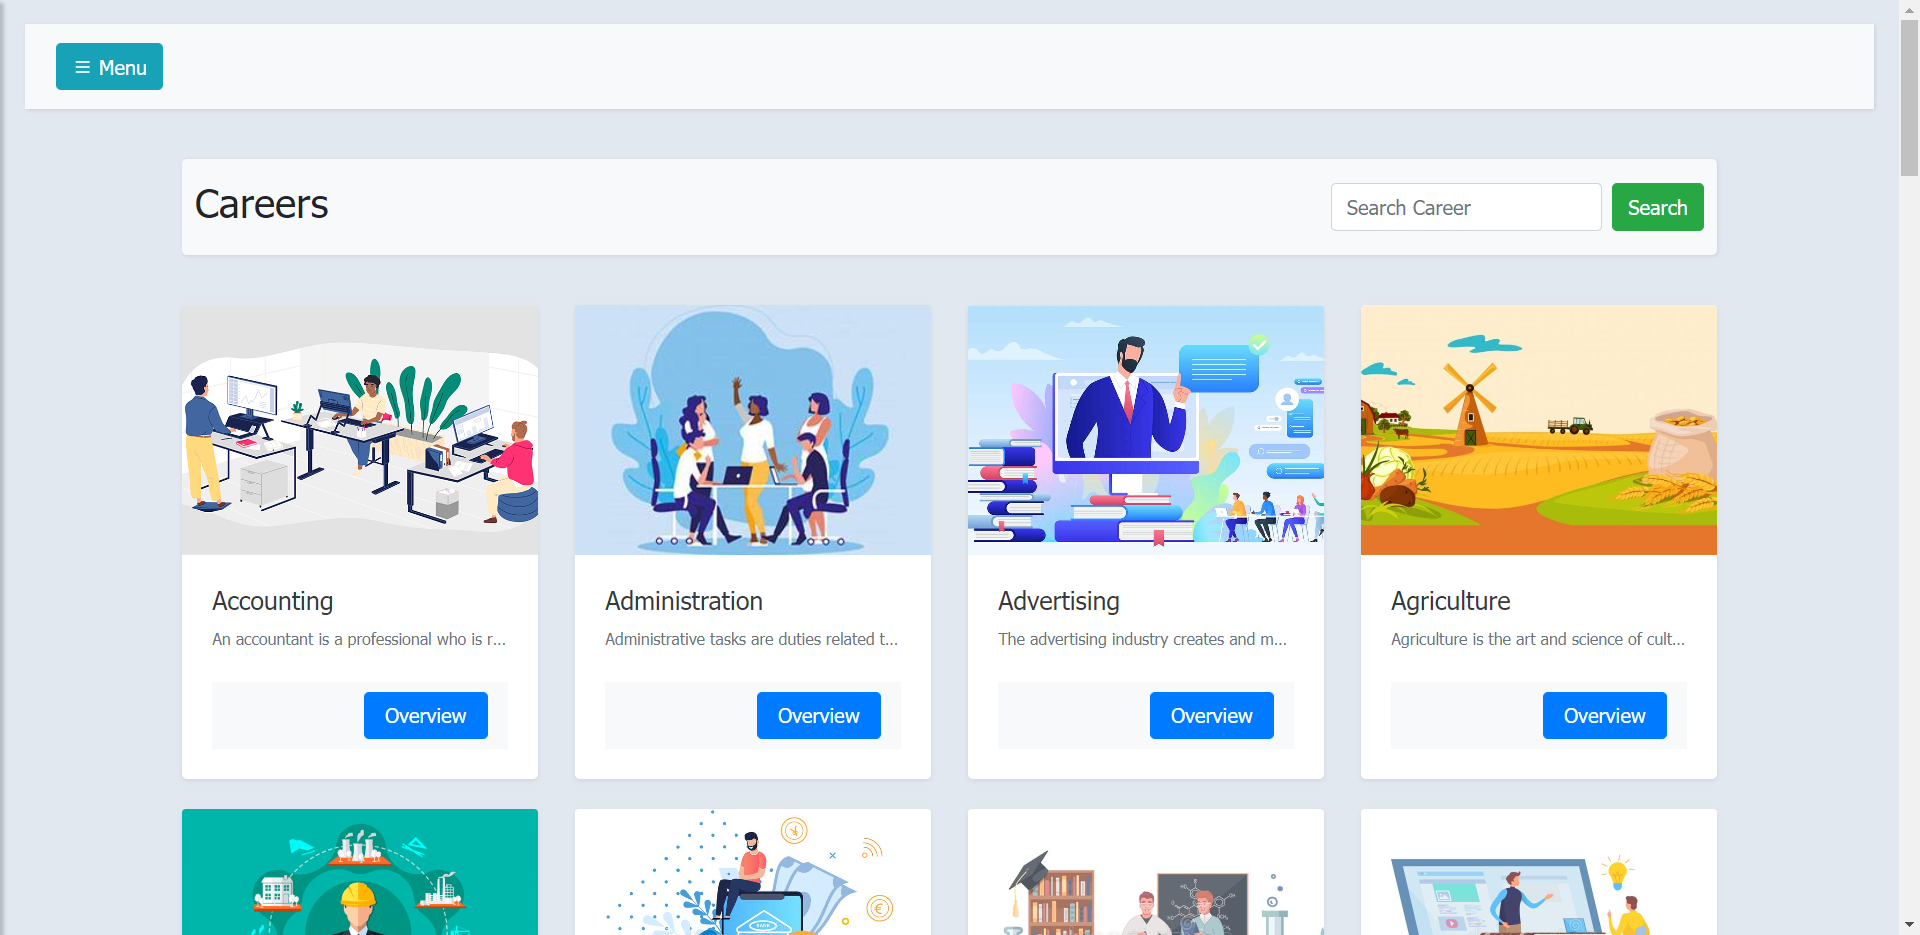 Menu
Careers
Search Career
Search
Accounting
An accountant is a professional who is r...
Overview
Administration
Administrative tasks are duties related t...
Overview
Advertising
The advertising industry creates and m...
Overview
Agriculture
Agriculture is the art and science of cult...
Overview
BANK